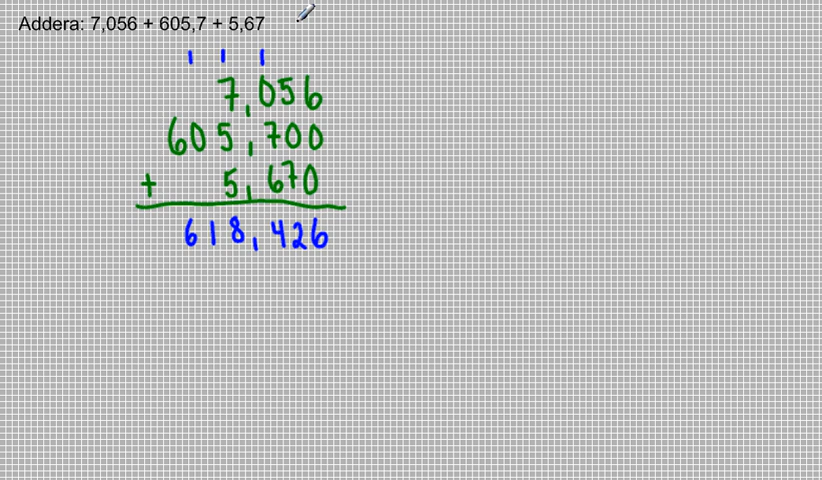 Addera: 7,056 + 605,7 + 5,67
1 1 1
7,056
605,700
+ 5,670
618,426